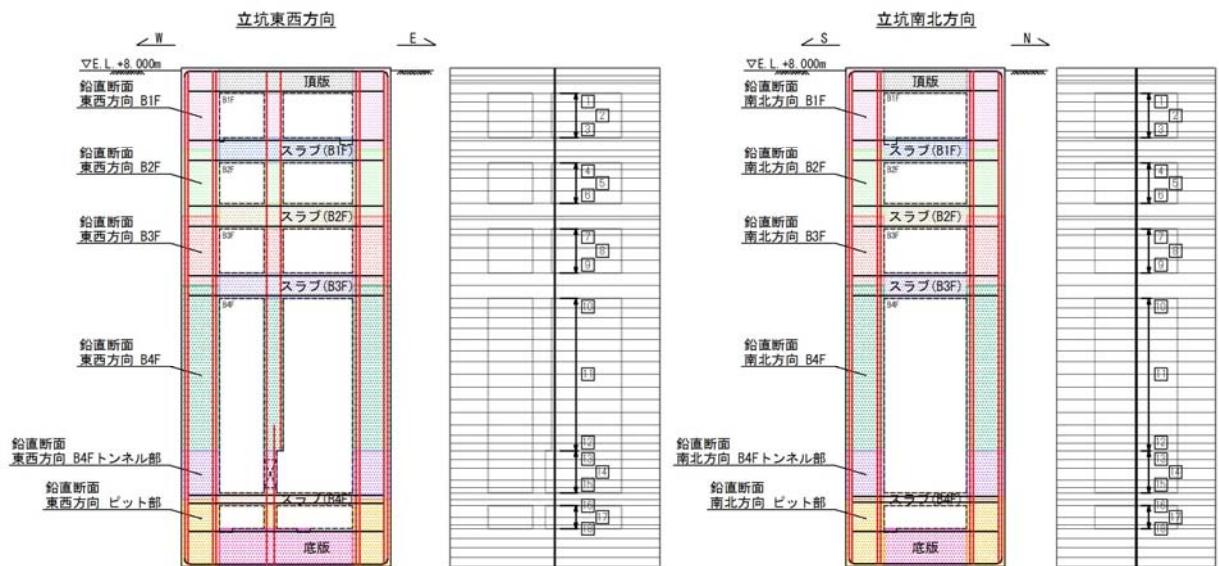 立坑東西方向
W
E
▽E.L.+8.000m
鉛直断面
東西方向 B1F
頂版
B1F
スラブ(B1F)
鉛直断面
東西方向 B2F
B2F
スラブ(B2F)
鉛直断面
東西方向 B3F
B3F
スラブ(B3F)
B4F
鉛直断面
東西方向 B4F
鉛直断面
東西方向 B4Fトンネル部
スラブ(B4F)
鉛直断面
東西方向 ピット部
底版
1
2
3
4
5
6
7
8
9
10
11
12
13
14
15
16
17
18
立坑南北方向
S
N
▽E.L.+8.000m
鉛直断面
南北方向 B1F
頂版
B1F
スラブ(B1F)
鉛直断面
南北方向 B2F
B2F
スラブ(B2F)
鉛直断面
南北方向 B3F
B3F
スラブ(B3F)
B4F
鉛直断面
南北方向 B4F
鉛直断面
南北方向 B4Fトンネル部
スラブ(B4F)
鉛直断面
南北方向 ピット部
底版
1
2
3
4
5
6
7
8
9
10
11
12
13
14
15
16
17
18